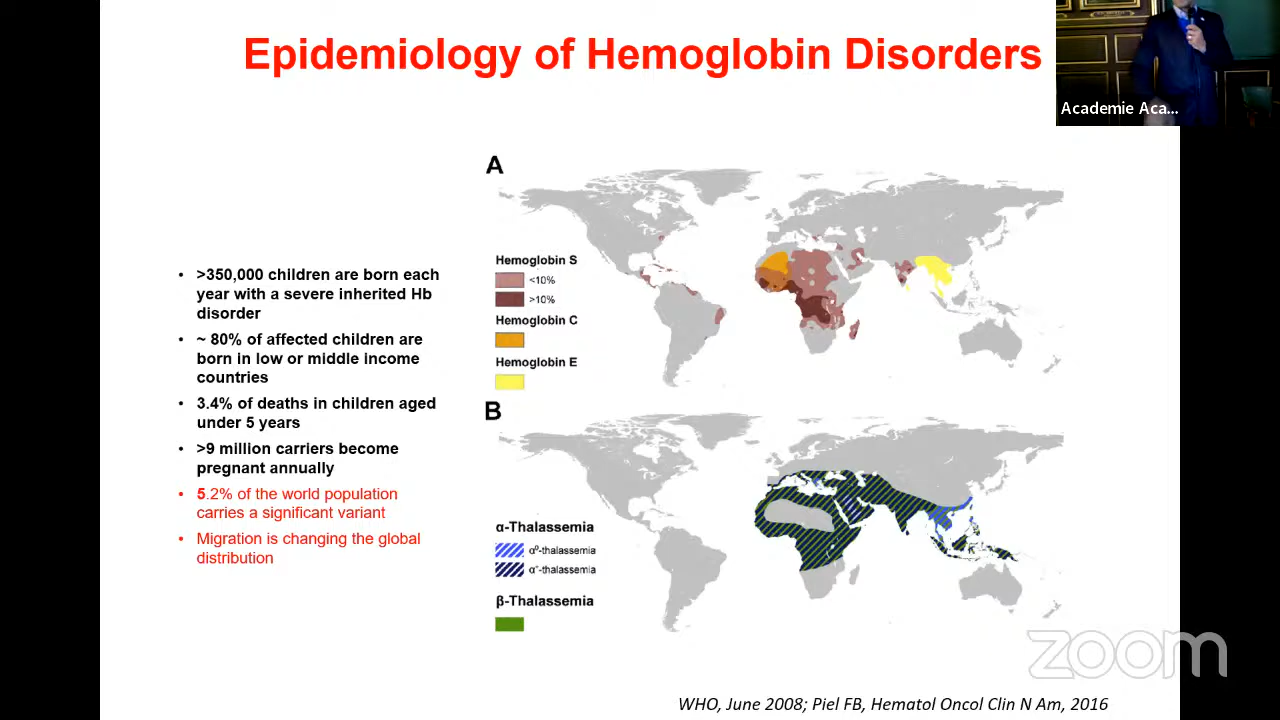 Epidemiology of Hemoglobin Disorders
Academie Aca...
• >350,000 children are born each
year with a severe inherited Hb
disorder
• ~ 80% of affected children are
born in low or middle income
countries
• 3.4% of deaths in children aged
under 5 years
• >9 million carriers become
pregnant annually
• 5.2% of the world population
carries a significant variant
• Migration is changing the global
distribution
A
Hemoglobin S
<10%
>10%
Hemoglobin C
Hemoglobin E
B
α-Thalassemia
α⁰-thalassemia
α⁺-thalassemia
β-Thalassemia
zoom
WHO, June 2008; Piel FB, Hematol Oncol Clin N Am, 2016